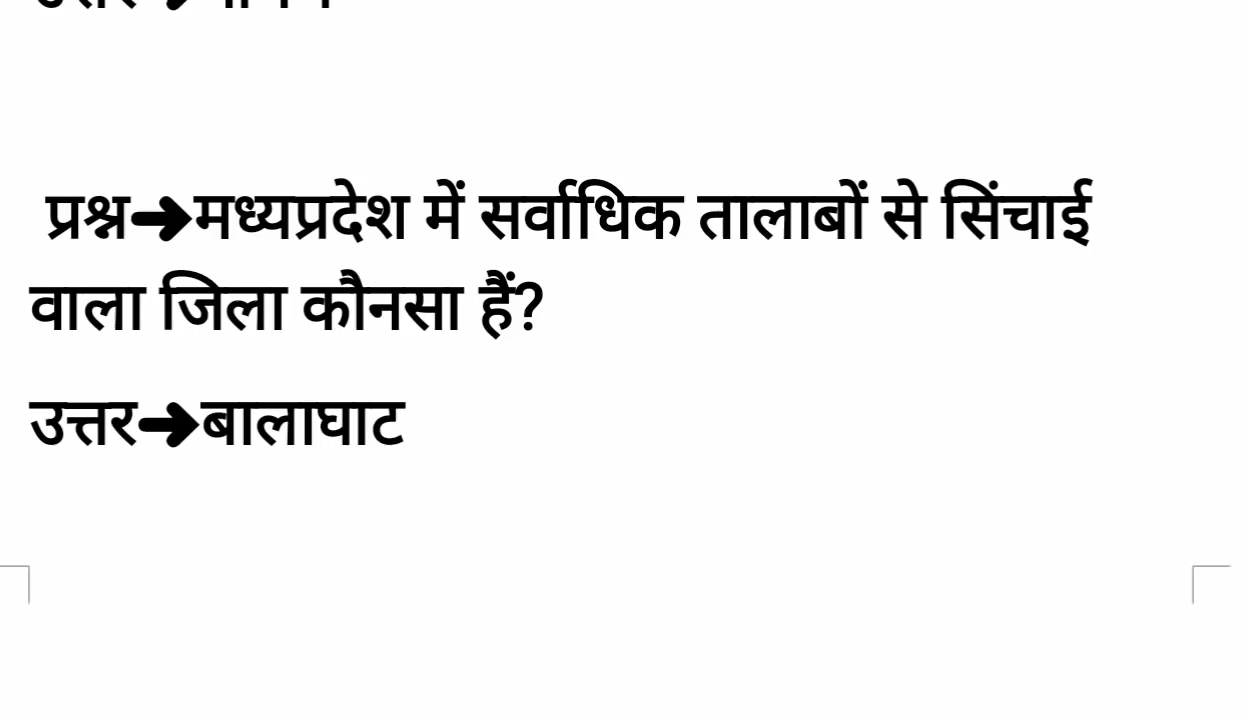 प्रश्न➜मध्यप्रदेश में सर्वाधिक तालाबों से सिंचाई
वाला जिला कौनसा हैं?
उत्तर➜बालाघाट